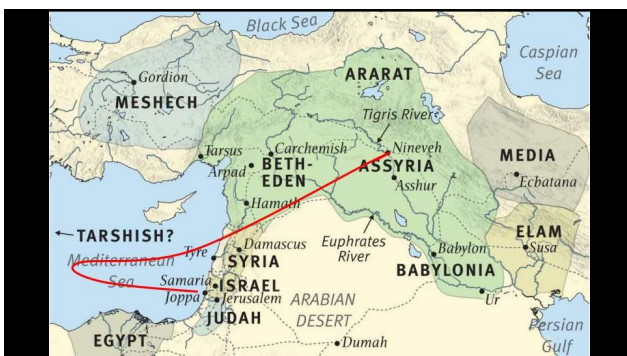 Black Sea
Caspian
Sea
Gordion
MESHECH
ARARAT
Tigris River
Tarsus
Carchemish
Nineveh
Arpad
BETH-
EDEN
ASSYRIA
MEDIA
Asshur
Ecbatana
Hamath
TARSHISH?
Tyre
Damascus
Euphrates
River
ELAM
Susa
Mediterranean
Sea
SYRIA
Babylon
BABYLONIA
Samaria
ISRAEL
Joppa
Jerusalem
Ur
JUDAH
ARABIAN
DESERT
Persian
Gulf
EGYPT
Dumah